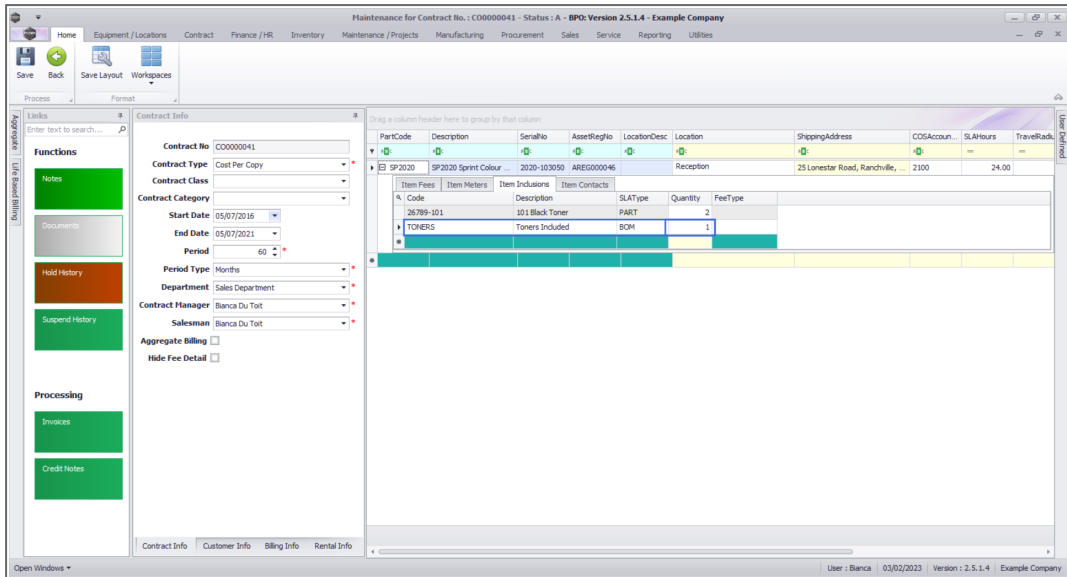 Maintenance for Contract No. : CO0000041 - Status : A - BPO: Version 2.5.1.4 - Example Company
Home Equipment / Locations Contract Finance / HR Inventory Maintenance / Projects Manufacturing Procurement Sales Service Reporting Utilities
Save Back Save Layout Workspaces
Process Format
Links
Enter text to search...
Functions
Notes
Documents
Hold History
Suspend History
Processing
Invoices
Credit Notes
Aggregate
Life Based Billing
Contract Info
Contract No CO0000041
Contract Type Cost Per Copy *
Contract Class
Contract Category
Start Date 05/07/2016
End Date 05/07/2021
Period 60 *
Period Type Months *
Department Sales Department *
Contract Manager Bianca Du Toit *
Salesman Bianca Du Toit *
Aggregate Billing
Hide Fee Detail
Contract Info Customer Info Billing Info Rental Info
Drag a column header here to group by that column
PartCode Description SerialNo AssetRegNo LocationDesc Location ShippingAddress COSAccoun... SLAHours TravelRadiu
SP2020 SP2020 Sprint Colour ... 2020-103050 AREG000046 Reception 25 Lonestar Road, Ranchville, ... 2100 24.00
Item Fees Item Meters Item Inclusions Item Contacts
Code Description SLAType Quantity FeeType
26789-101 101 Black Toner PART 2
TONERS Toners Included BOM 1
User Defined
Open Windows
User : Bianca 03/02/2023 Version : 2.5.1.4 Example Company